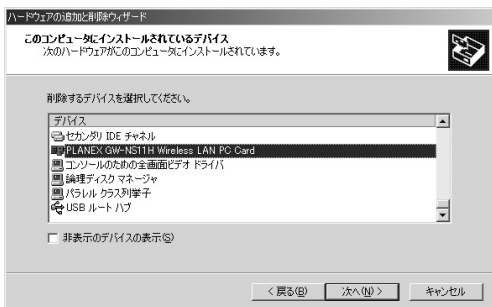 ハードウェアの追加と削除ウィザード
このコンピュータにインストールされているデバイス
次のハードウェアがこのコンピュータにインストールされています。
削除するデバイスを選択してください。
デバイス
セカンダリ IDE チャネル
PLANEX GW-NS11H Wireless LAN PC Card
コンソールのための全画面ビデオ ドライバ
論理ディスク マネージャ
パラレル クラス列挙子
USB ルート ハブ
非表示のデバイスの表示(S)
< 戻る(B)
次へ(N) >
キャンセル